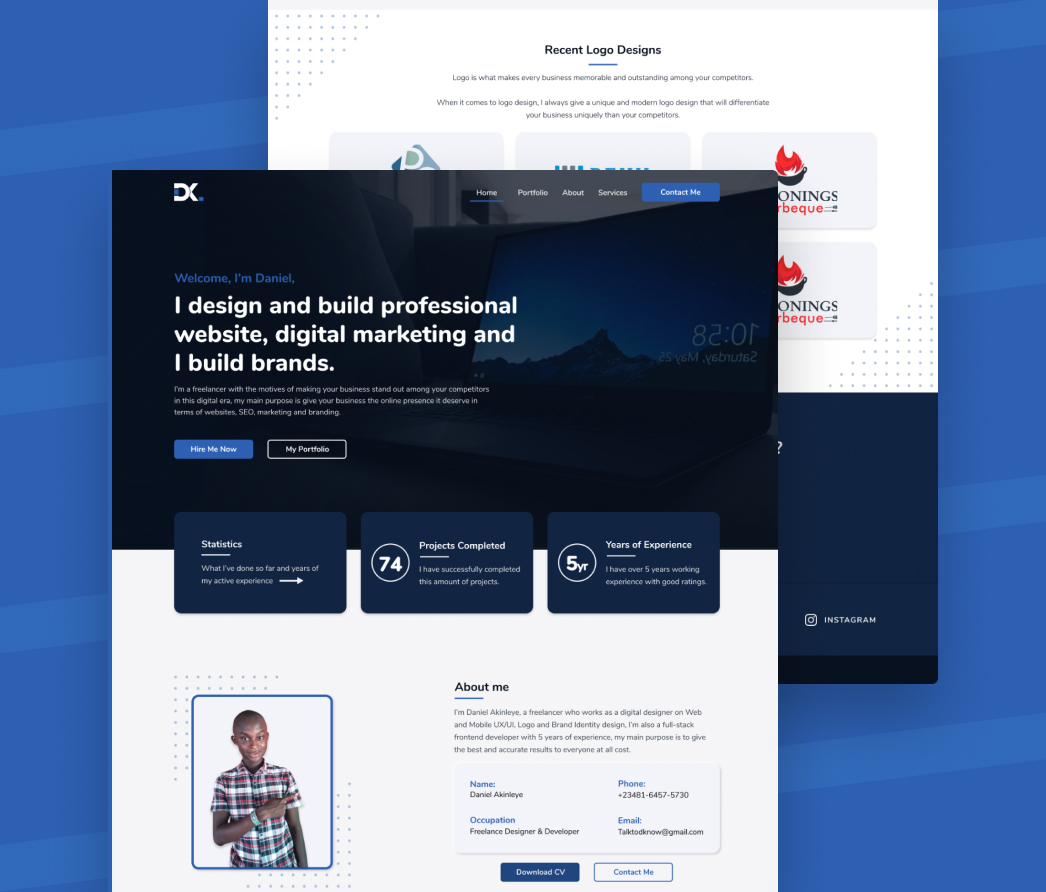 Recent Logo Designs
Logo is what makes every business memorable and outstanding among your competitors.
When it comes to logo design, I always give a unique and modern logo design that will differentiate
your business uniquely than your competitors.
ONINGS
rbeque
ONINGS
rbeque
?
INSTAGRAM
DK.
Home
Portfolio
About
Services
Contact Me
Welcome, I'm Daniel,
I design and build professional
website, digital marketing and
I build brands.
I'm a freelancer with the motives of making your business stand out among your competitors
in this digital era, my main purpose is give your business the online presence it deserve in
terms of websites, SEO, marketing and branding.
Hire Me Now
My Portfolio
10:58
Saturday, May 25
Statistics
What I've done so far and years of
my active experience
74
Projects Completed
I have successfully completed
this amount of projects.
5yr
Years of Experience
I have over 5 years working
experience with good ratings.
About me
I'm Daniel Akinleye, a freelancer who works as a digital designer on Web
and Mobile UX/UI, Logo and Brand Identity design, I'm also a full-stack
frontend developer with 5 years of experience, my main purpose is to give
the best and accurate results to everyone at all cost.
Name:
Daniel Akinleye
Phone:
+23481-6457-5730
Occupation
Freelance Designer & Developer
Email:
Talktodknow@gmail.com
Download CV
Contact Me